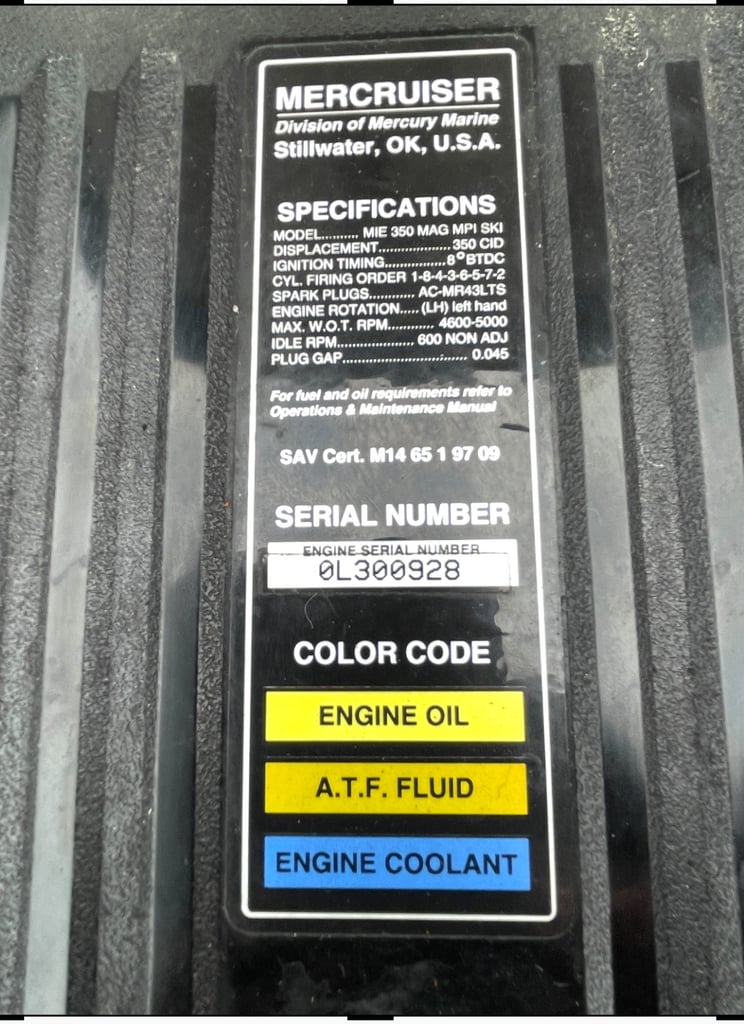 MERCRUISER
Division of Mercury Marine
Stillwater, OK, U.S.A.
SPECIFICATIONS
MODEL.......... MIE 350 MAG MPI SKI
DISPLACEMENT................... 350 CID
IGNITION TIMING................ 8° BTDC
CYL. FIRING ORDER 1-8-4-3-6-5-7-2
SPARK PLUGS............ AC-MR43LTS
ENGINE ROTATION..... (LH) left hand
MAX. W.O.T. RPM............ 4600-5000
IDLE RPM.................... 600 NON ADJ
PLUG GAP................................. 0.045
For fuel and oil requirements refer to
Operations & Maintenance Manual
SAV Cert. M14 65 1 97 09
SERIAL NUMBER
ENGINE SERIAL NUMBER
0L300928
COLOR CODE
ENGINE OIL
A.T.F. FLUID
ENGINE COOLANT